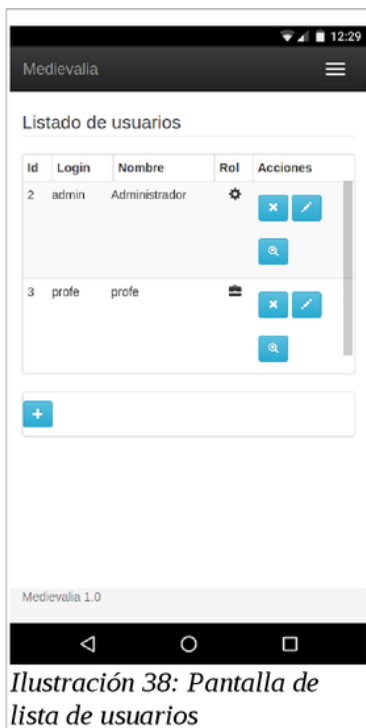 12:29
Medievalia
Listado de usuarios
Id Login Nombre Rol Acciones
2 admin Administrador
3 profe profe
Medievalia 1.0
Ilustración 38: Pantalla de
lista de usuarios